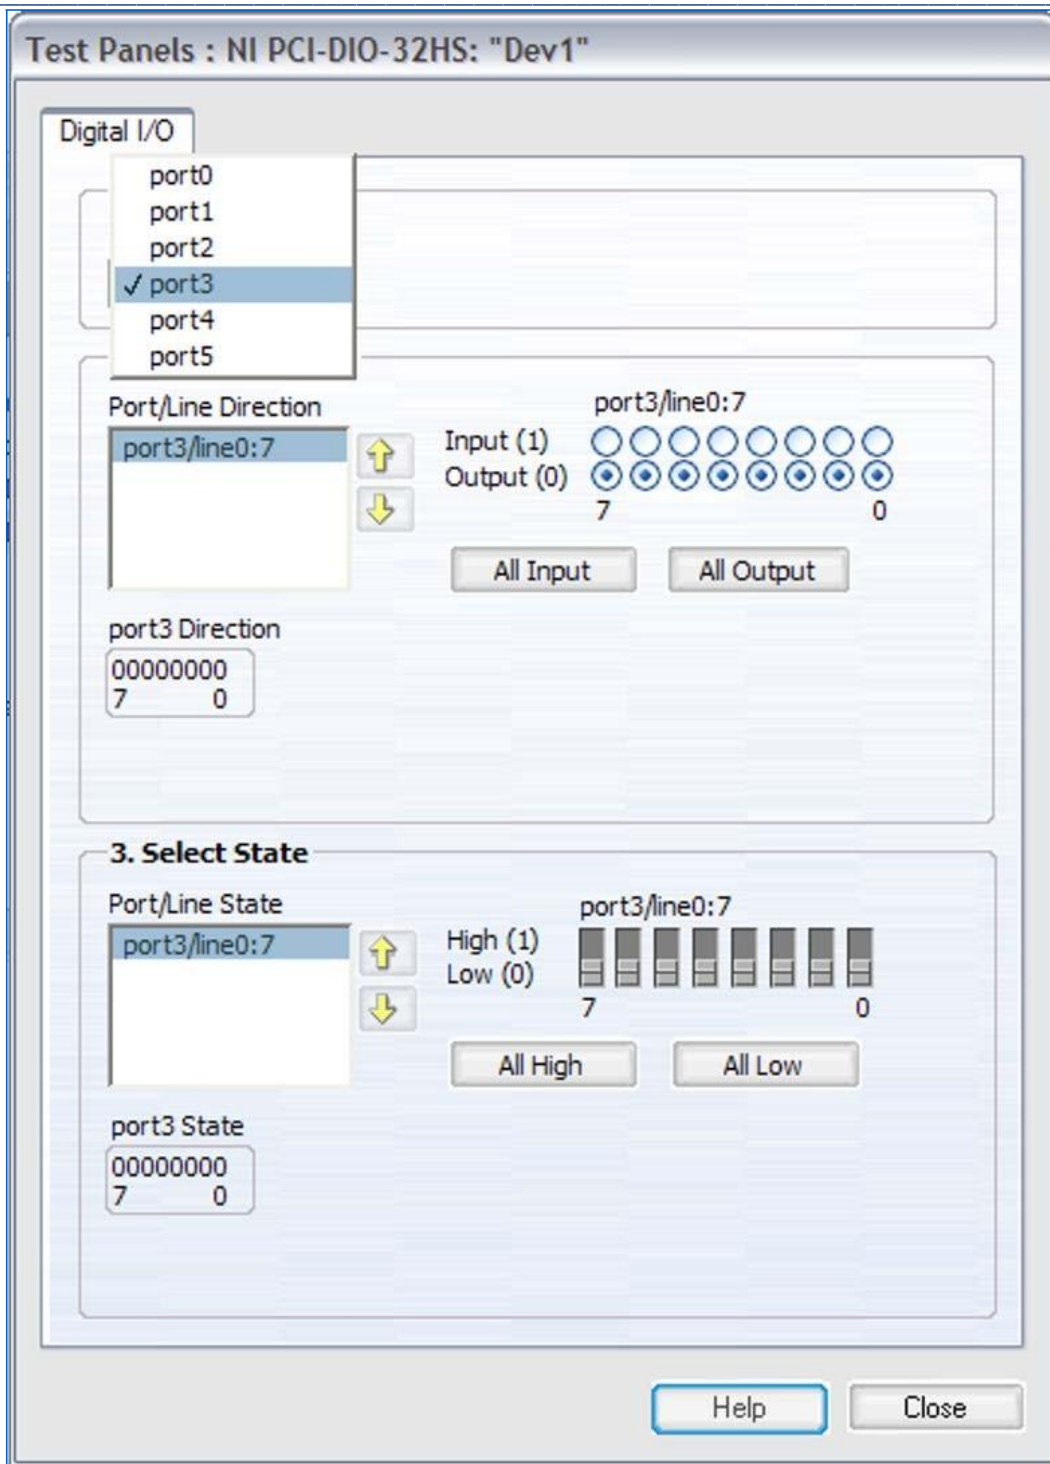 Test Panels : NI PCI-DIO-32HS: "Dev1"
Digital I/O
port0
port1
port2
✓ port3
port4
port5
Port/Line Direction
port3/line0:7
port3/line0:7
Input (1)
Output (0)
7 0
All Input All Output
port3 Direction
00000000
7 0
3. Select State
Port/Line State
port3/line0:7
port3/line0:7
High (1)
Low (0)
7 0
All High All Low
port3 State
00000000
7 0
Help Close